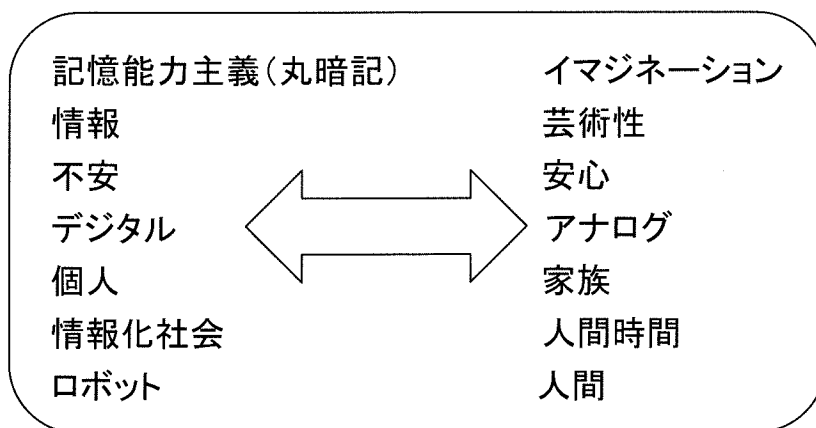 記憶能力主義(丸暗記) イマジネーション
情報 芸術性
不安 安心
デジタル アナログ
個人 家族
情報化社会 人間時間
ロボット 人間